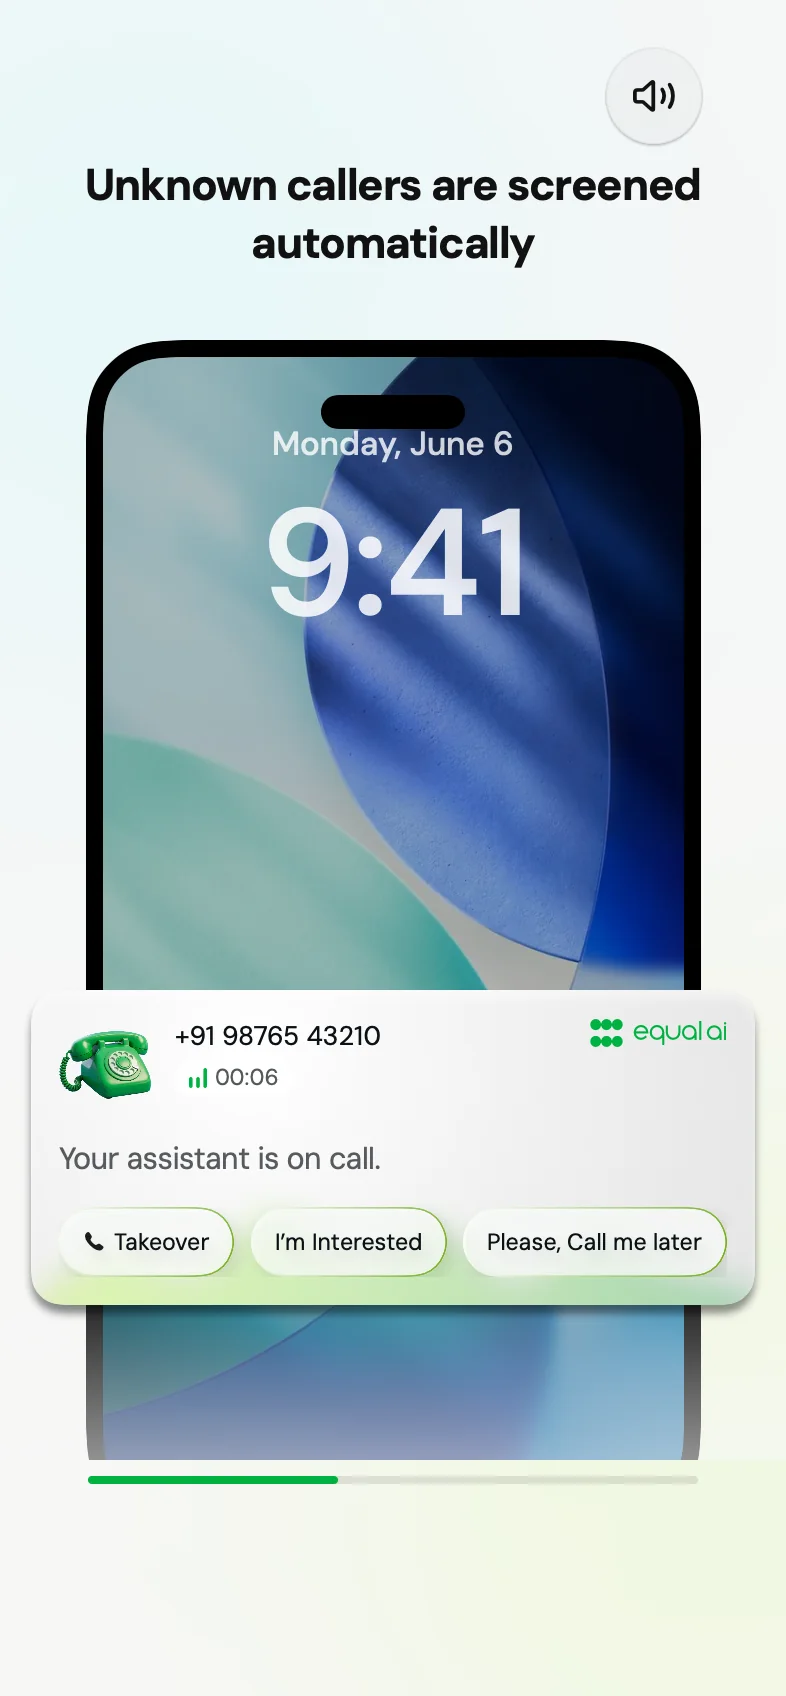 Unknown callers are screened
automatically
Monday, June 6
9:41
+91 98765 43210
equal ai
00:06
Your assistant is on call.
Takeover
I’m Interested
Please, Call me later